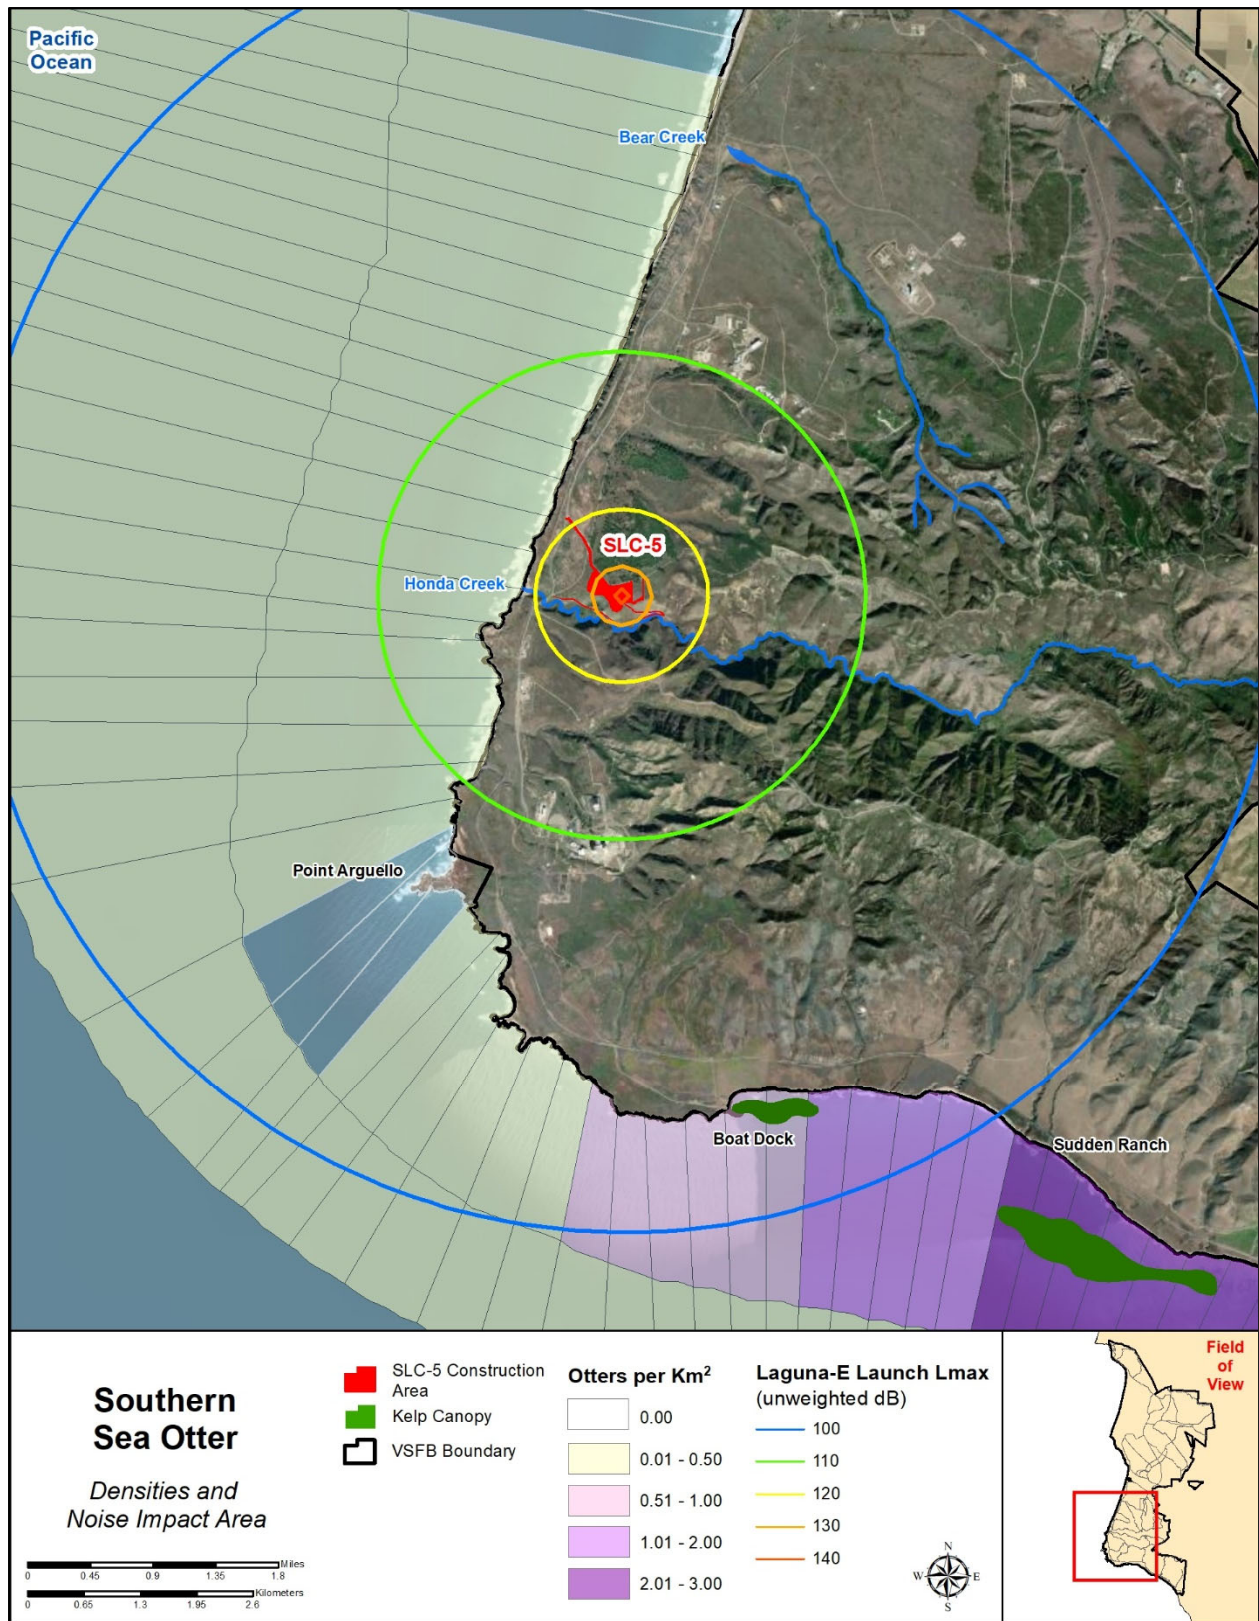 Pacific
Ocean
Bear Creek
SLC-5
Honda Creek
Point Arguello
Boat Dock
Sudden Ranch
Southern
Sea Otter
Densities and
Noise Impact Area
Miles
0 0.45 0.9 1.35 1.8
Kilometers
0 0.65 1.3 1.95 2.6
SLC-5 Construction
Area
Kelp Canopy
VSFB Boundary
Otters per Km²
0.00
0.01 - 0.50
0.51 - 1.00
1.01 - 2.00
2.01 - 3.00
Laguna-E Launch Lmax
(unweighted dB)
100
110
120
130
140
N
W E
S
Field
of
View